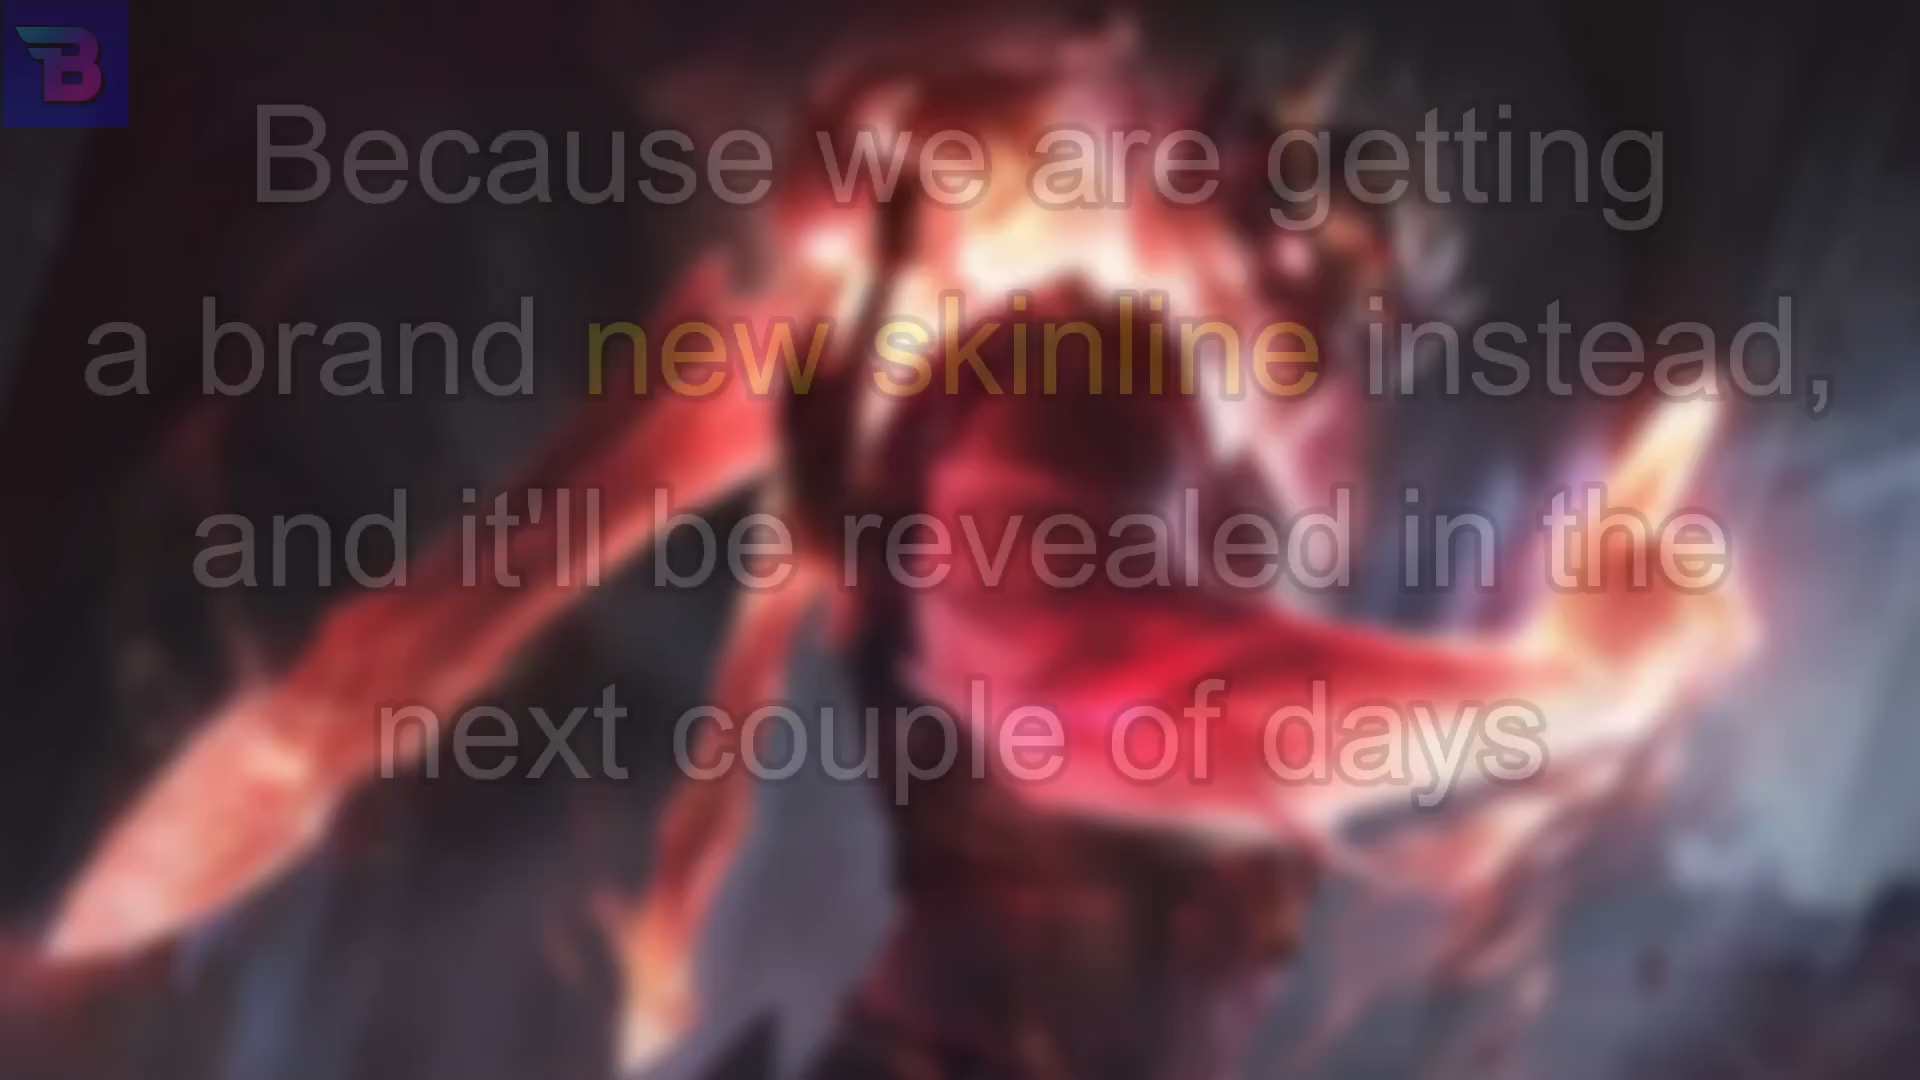 B
Because we are getting
a brand new skinline instead,
and it'll be revealed in the
next couple of days